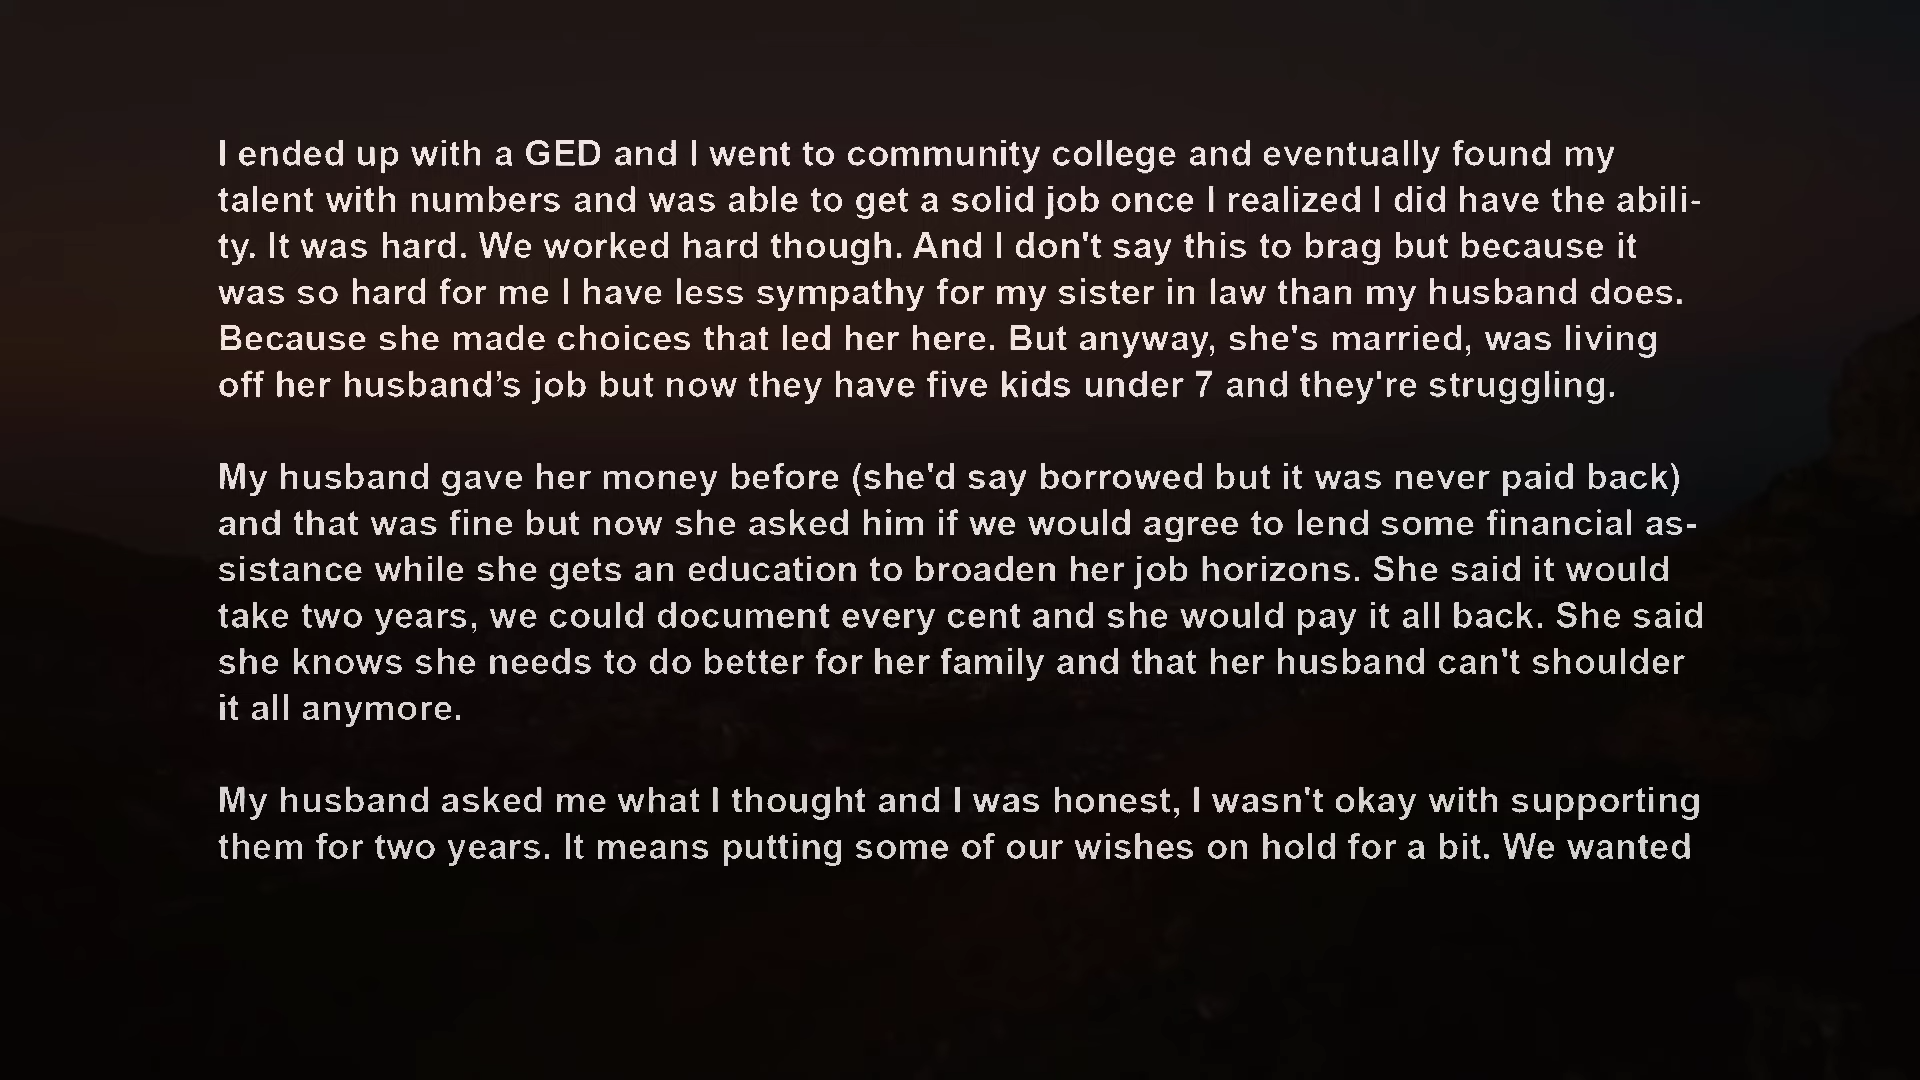 I ended up with a GED and I went to community college and eventually found my
talent with numbers and was able to get a solid job once I realized I did have the abili-
ty. It was hard. We worked hard though. And I don't say this to brag but because it
was so hard for me I have less sympathy for my sister in law than my husband does.
Because she made choices that led her here. But anyway, she's married, was living
off her husband’s job but now they have five kids under 7 and they're struggling.
My husband gave her money before (she'd say borrowed but it was never paid back)
and that was fine but now she asked him if we would agree to lend some financial as-
sistance while she gets an education to broaden her job horizons. She said it would
take two years, we could document every cent and she would pay it all back. She said
she knows she needs to do better for her family and that her husband can't shoulder
it all anymore.
My husband asked me what I thought and I was honest, I wasn't okay with supporting
them for two years. It means putting some of our wishes on hold for a bit. We wanted